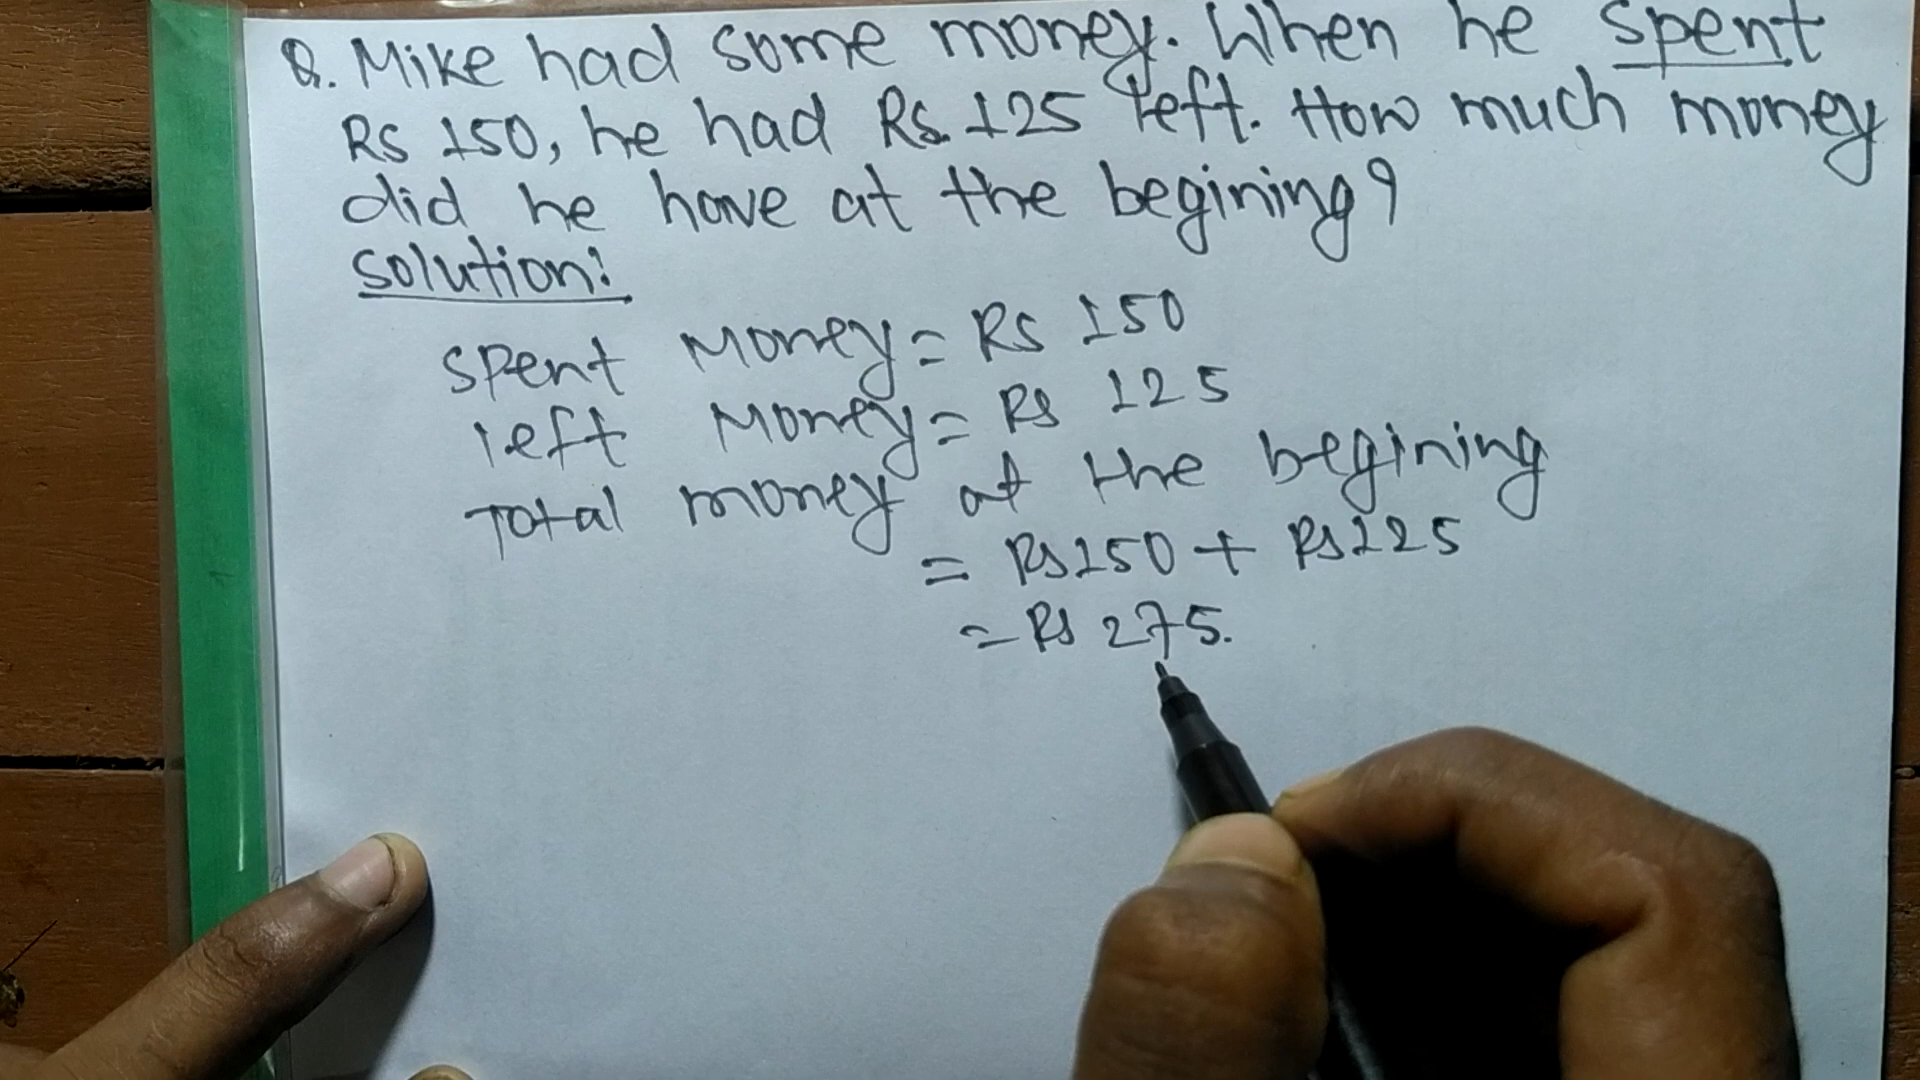 Q. Mike had some money. When he spent
Rs 150, he had Rs. 125 left. How much money
did he have at the begining?
Solution:
Spent Money = Rs 150
left Money = Rs 125
Total money at the begining
= Rs 150 + Rs 125
= Rs 275.